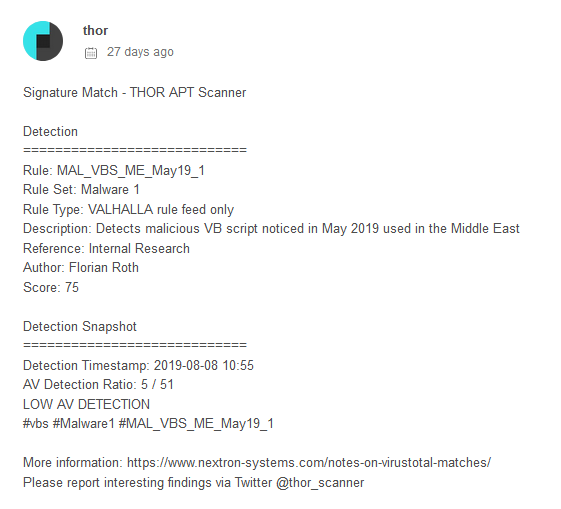 thor
27 days ago
Signature Match - THOR APT Scanner
Detection
============================
Rule: MAL_VBS_ME_May19_1
Rule Set: Malware 1
Rule Type: VALHALLA rule feed only
Description: Detects malicious VB script noticed in May 2019 used in the Middle East
Reference: Internal Research
Author: Florian Roth
Score: 75
Detection Snapshot
============================
Detection Timestamp: 2019-08-08 10:55
AV Detection Ratio: 5 / 51
LOW AV DETECTION
#vbs #Malware1 #MAL_VBS_ME_May19_1
More information: https://www.nextron-systems.com/notes-on-virustotal-matches/
Please report interesting findings via Twitter @thor_scanner